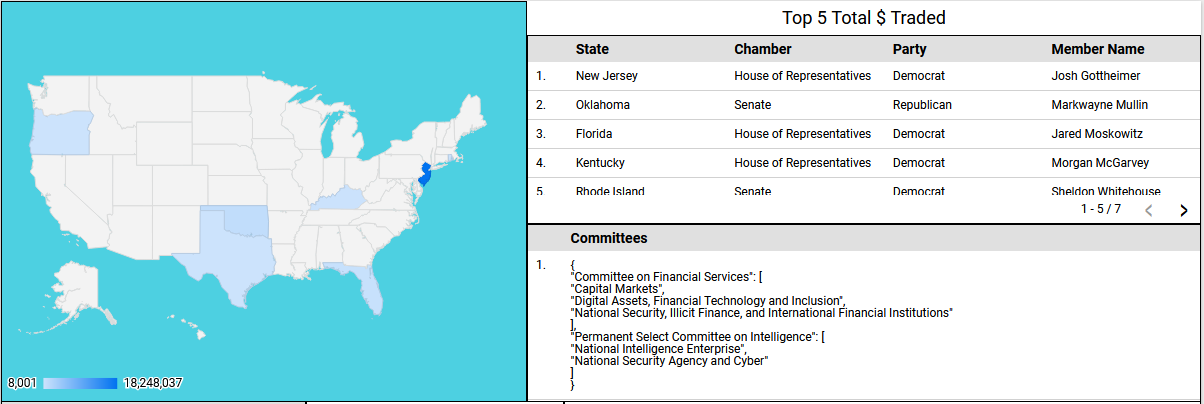 Top 5 Total $ Traded
State Chamber Party Member Name
1. New Jersey House of Representatives Democrat Josh Gottheimer
2. Oklahoma Senate Republican Markwayne Mullin
3. Florida House of Representatives Democrat Jared Moskowitz
4. Kentucky House of Representatives Democrat Morgan McGarvey
5 Rhode Island Senate Democrat Sheldon Whitehouse
1 - 5 / 7
Committees
1. {
"Committee on Financial Services": [
"Capital Markets",
"Digital Assets, Financial Technology and Inclusion",
"National Security, Illicit Finance, and International Financial Institutions"
],
"Permanent Select Committee on Intelligence": [
"National Intelligence Enterprise",
"National Security Agency and Cyber"
]
}
8,001 18,248,037